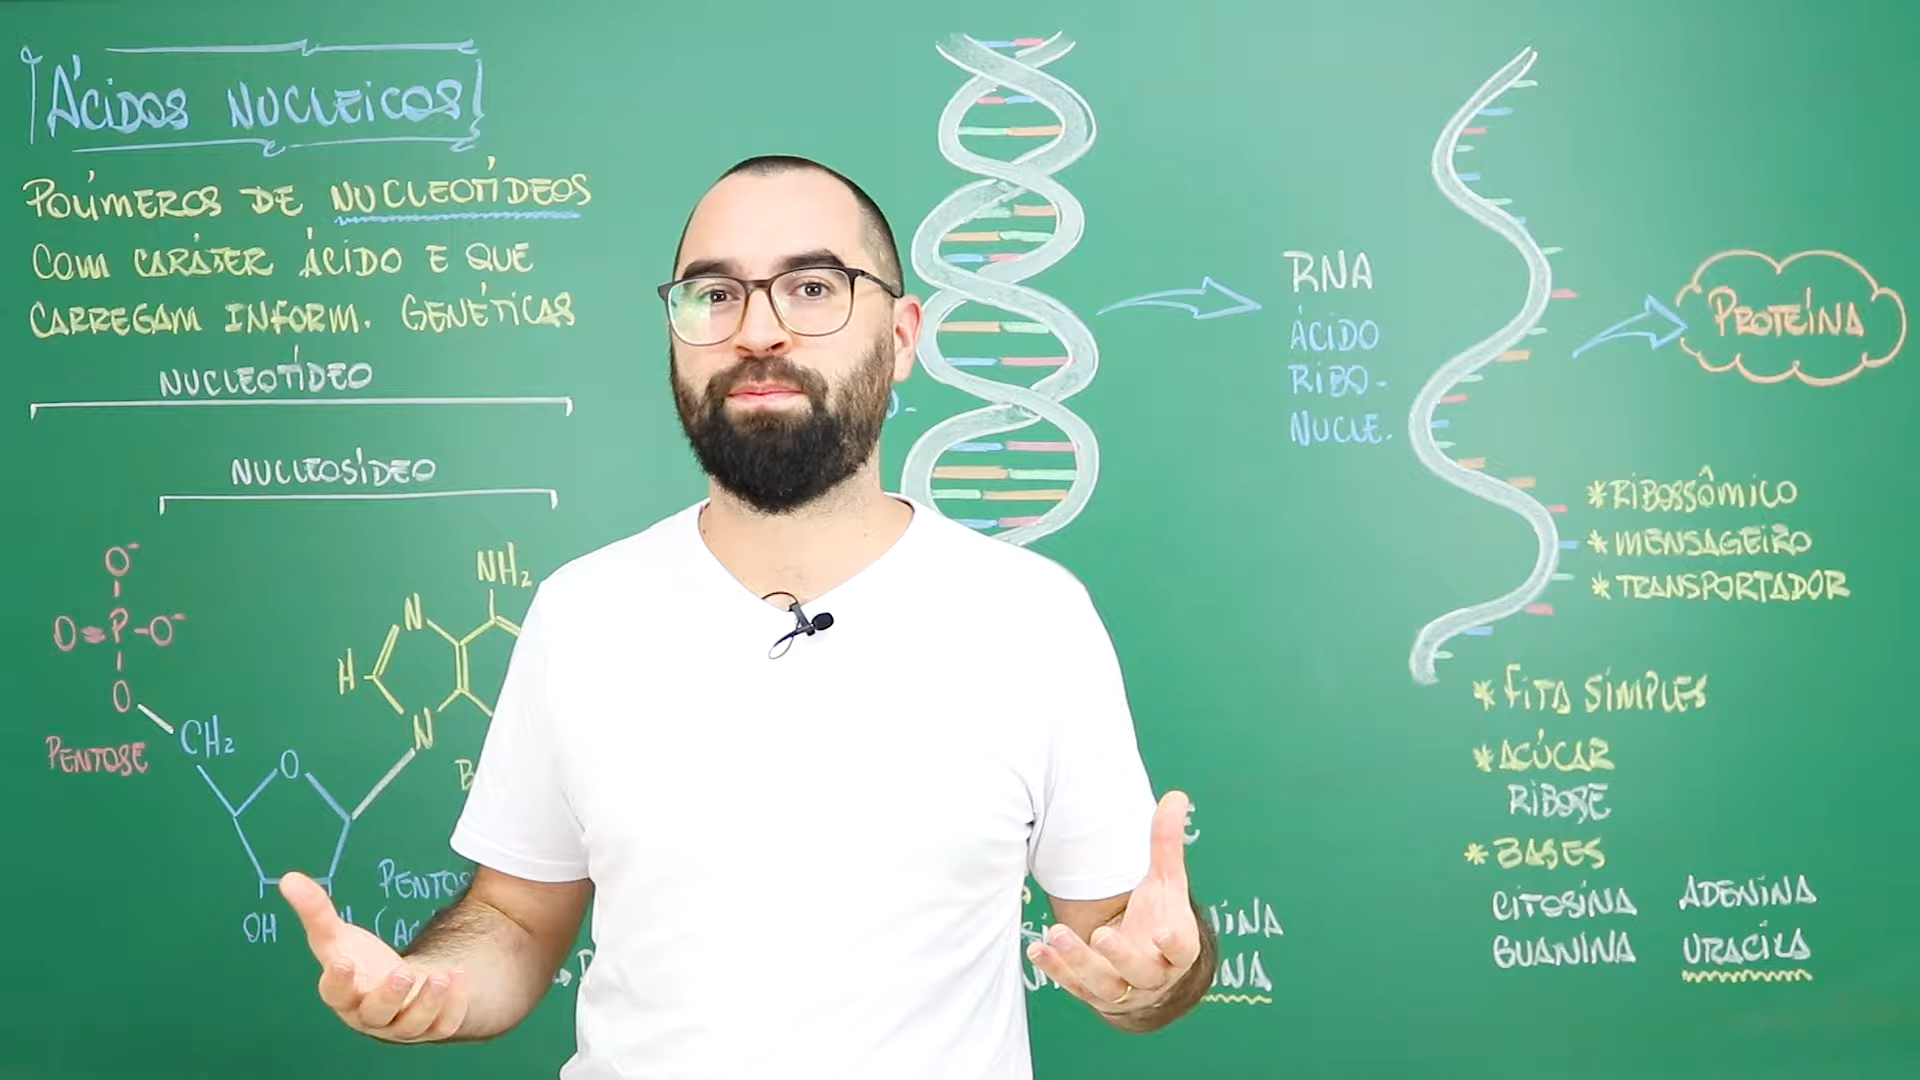 ÁCIDOS NUCLEICOS
POLÍMEROS DE NUCLEOTÍDEOS
COM CARÁTER ÁCIDO E QUE
CARREGAM INFORM. GENÉTICAS
NUCLEOTÍDEO
NUCLEOSÍDEO
O⁻
O=P-O⁻
O
PENTOSE
CH₂
O
OH
NH₂
N
H
N
RNA
ÁCIDO
RIBO-
NUCLE.
PROTEÍNA
*RIBOSSÔMICO
*MENSAGEIRO
*TRANSPORTADOR
*FITA SIMPLES
*AÇÚCAR
RIBOSE
*BASES
CITOSINA ADENINA
GUANINA URACILA